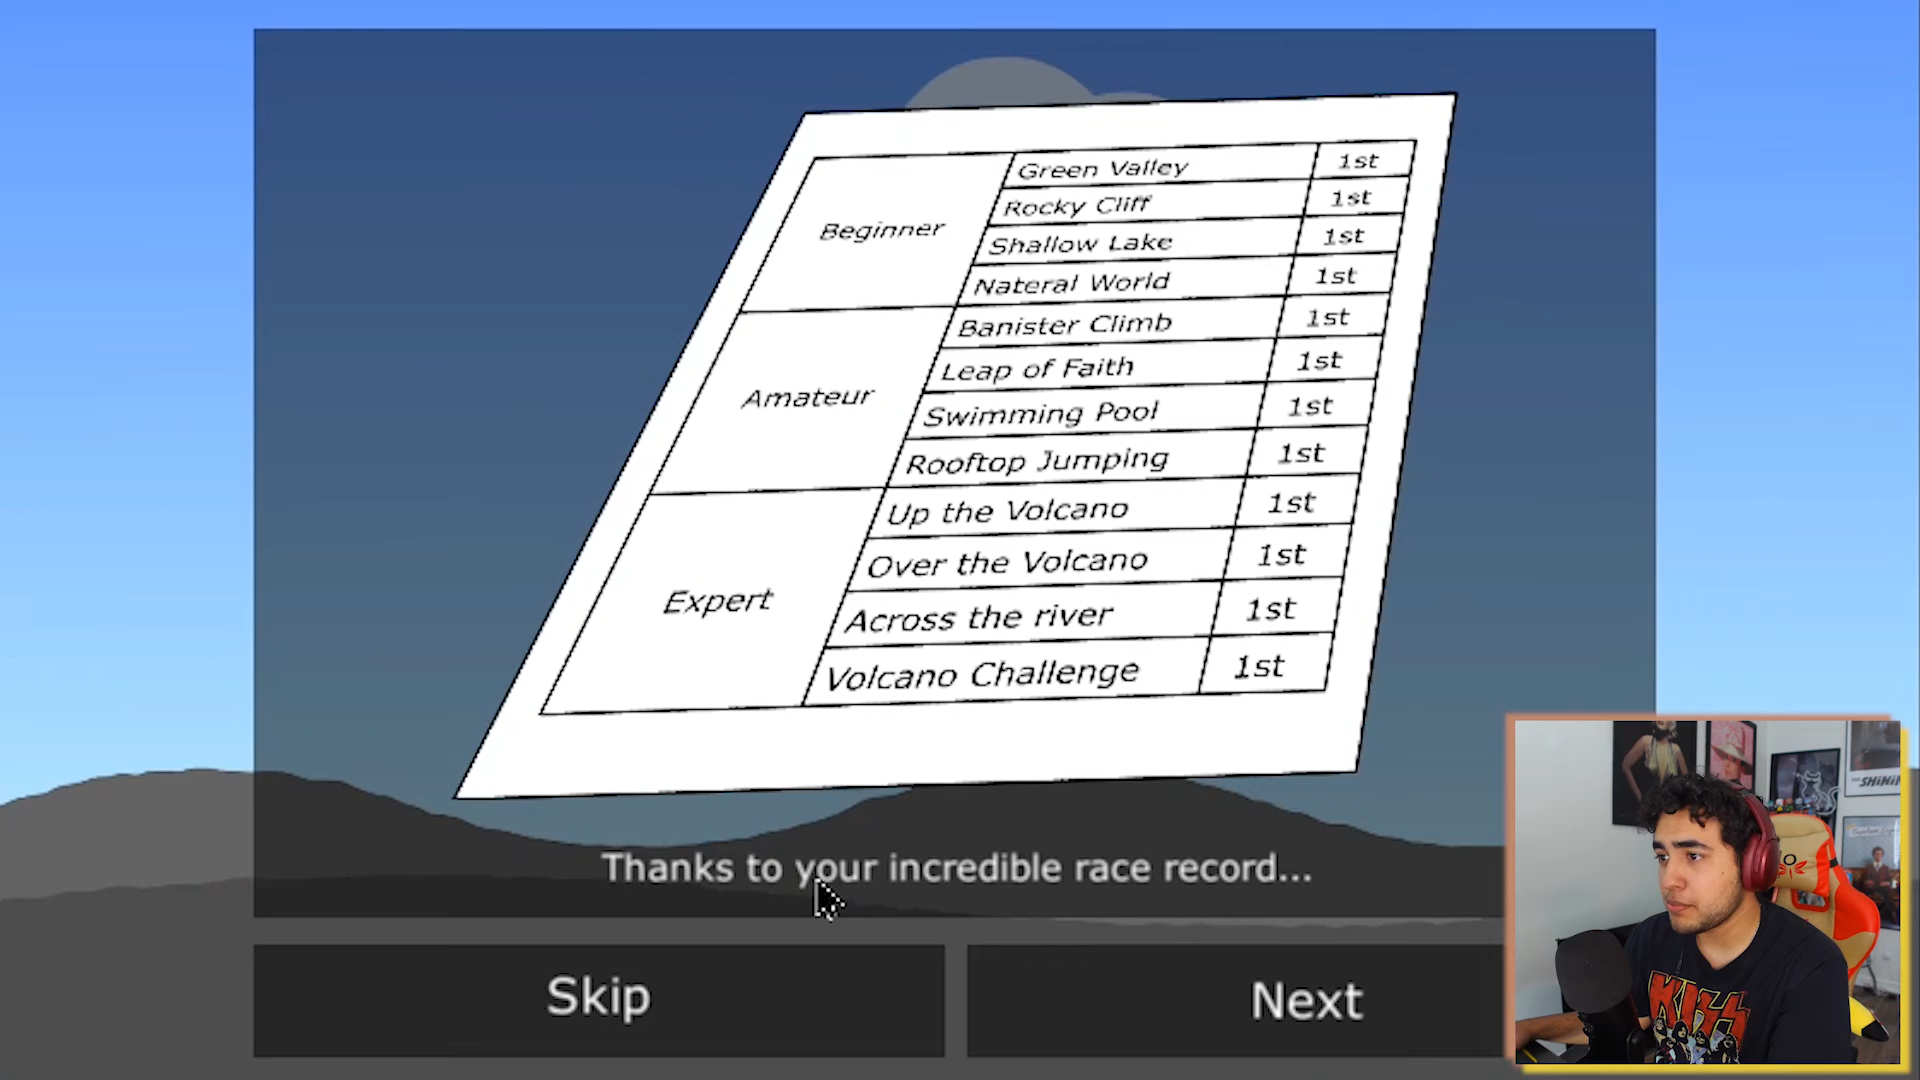 Beginner
Green Valley 1st
Rocky Cliff 1st
Shallow Lake 1st
Nateral World 1st
Amateur
Banister Climb 1st
Leap of Faith 1st
Swimming Pool 1st
Rooftop Jumping 1st
Expert
Up the Volcano 1st
Over the Volcano 1st
Across the river 1st
Volcano Challenge 1st
Thanks to your incredible race record...
Skip
Next
KISS